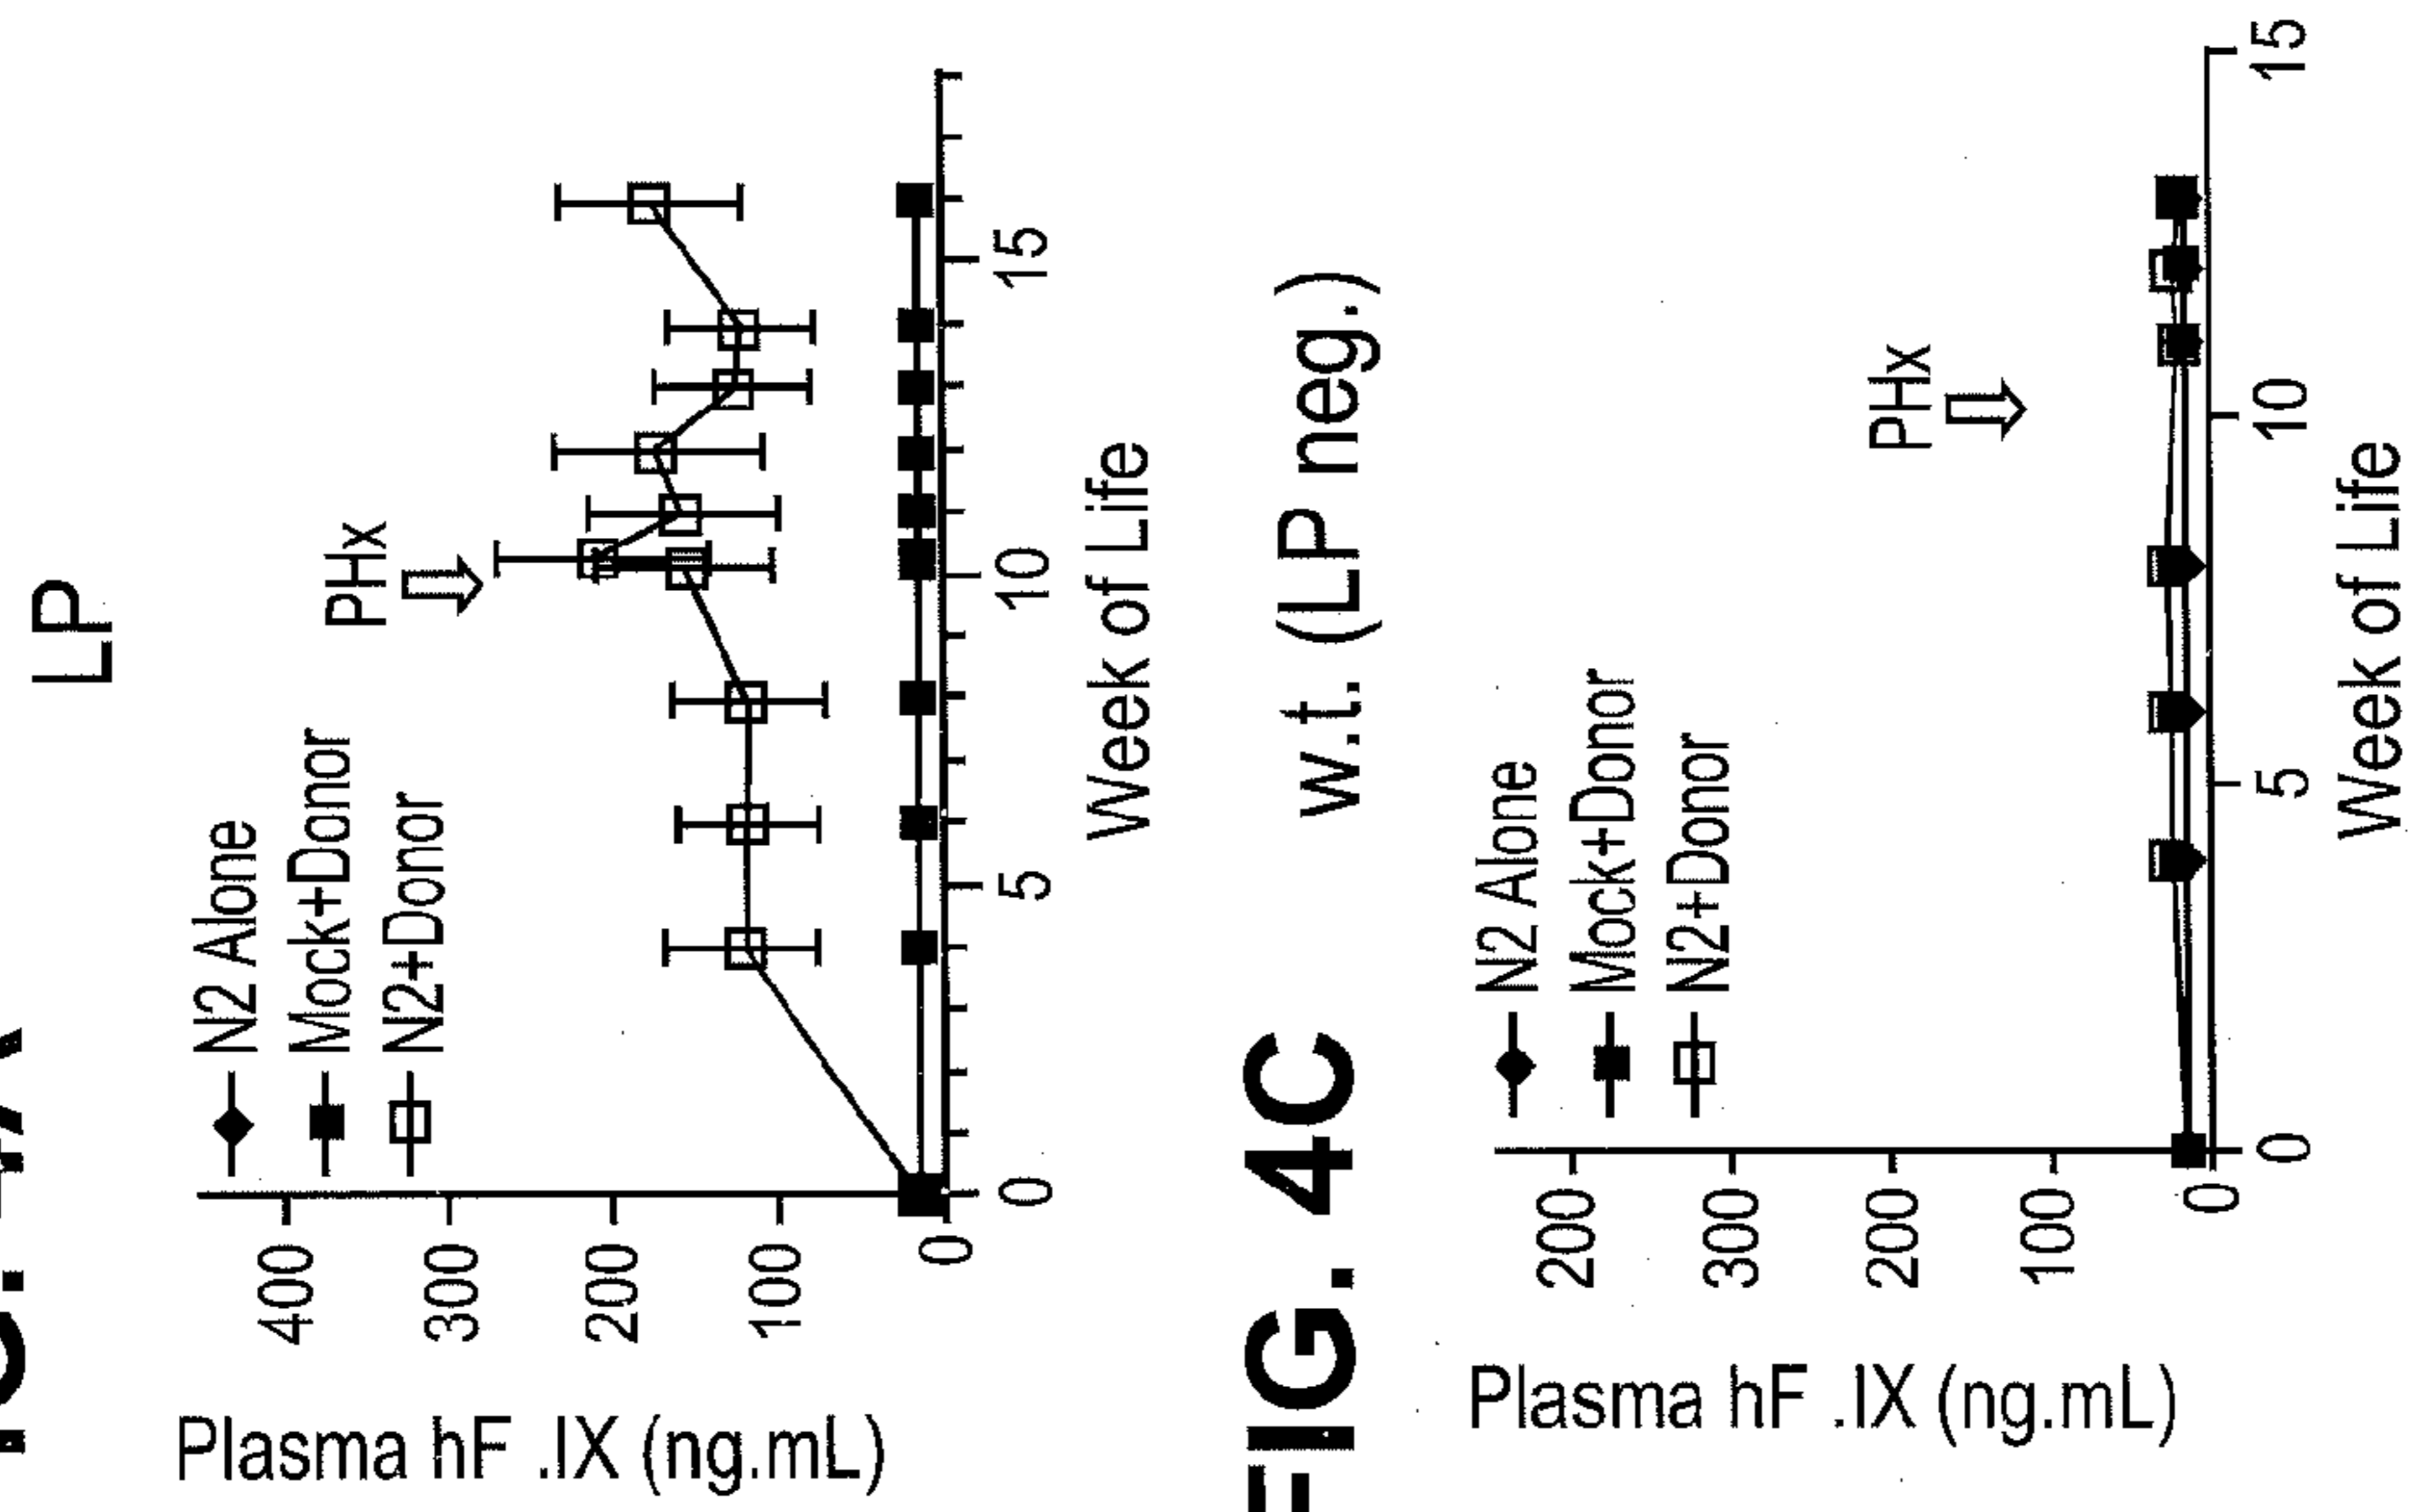 LP
N2 Alone
Mock+Donor
N2+Donor
PHx
400
300
200
100
0
Plasma hF .IX (ng.mL)
0
5
10
15
Week of Life
FIG. 4C
w.t. (LP neg.)
N2 Alone
Mock+Donor
N2+Donor
PHx
200
300
200
100
0
Plasma hF .IX (ng.mL)
0
5
10
15
Week of Life